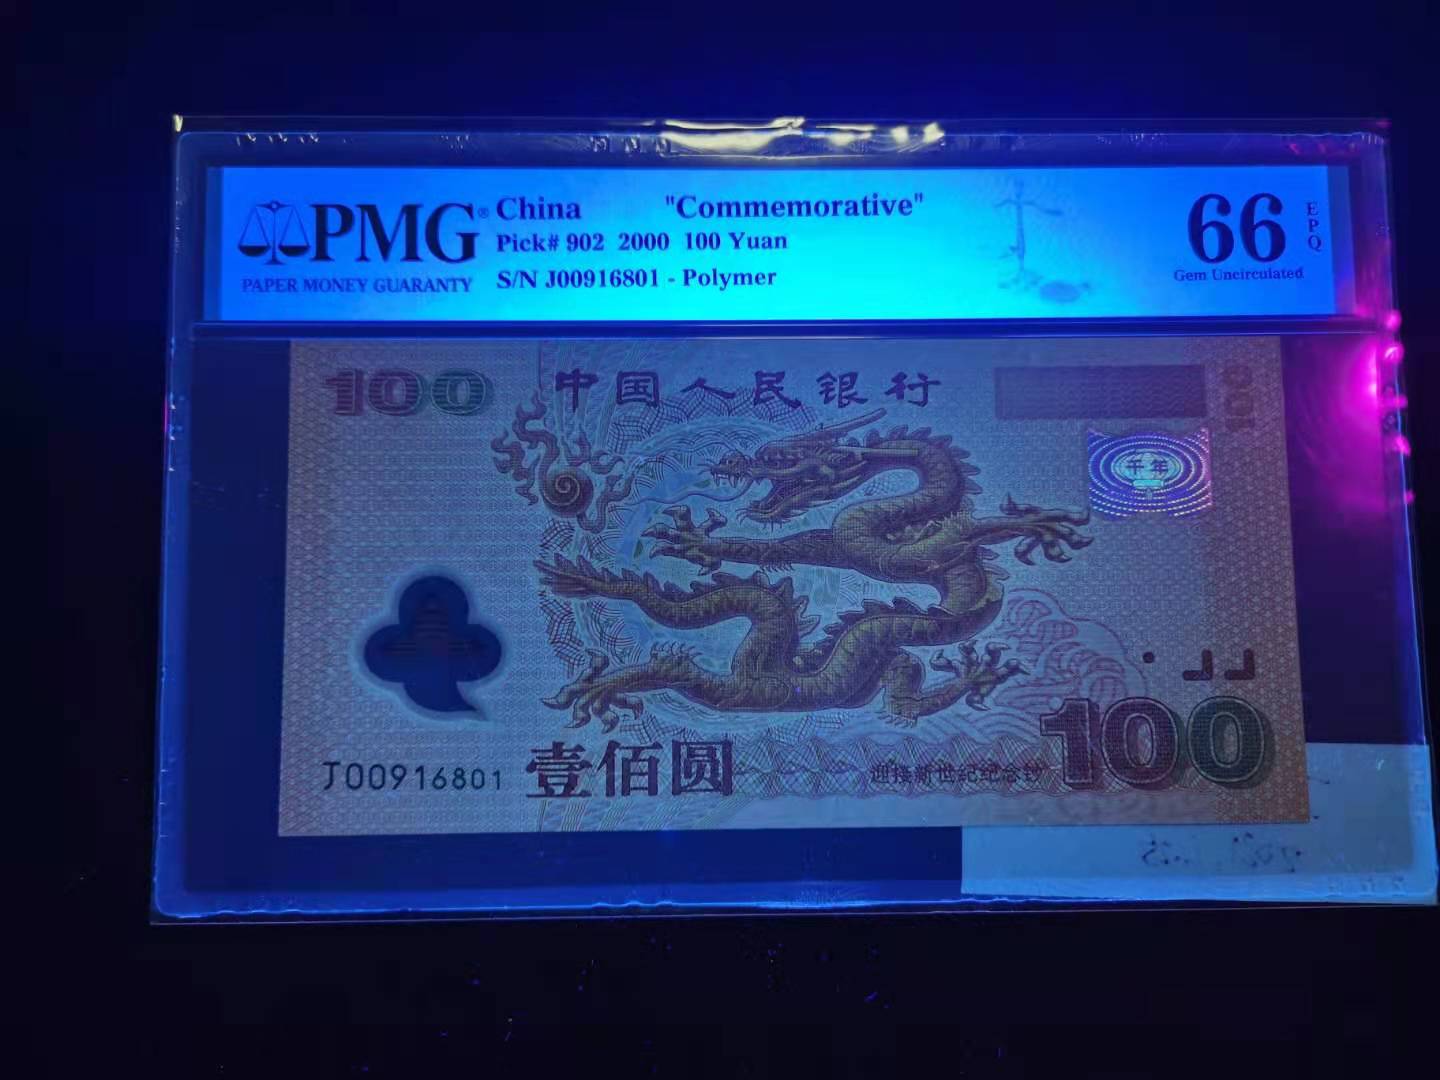 PMG® China "Commemorative" 66 EPQ
Pick# 902 2000 100 Yuan
PAPER MONEY GUARANTY S/N J00916801 - Polymer Gem Uncirculated
100 中国人民银行 100
千年
100
J00916801 壹佰圆 迎接新世纪纪念钞